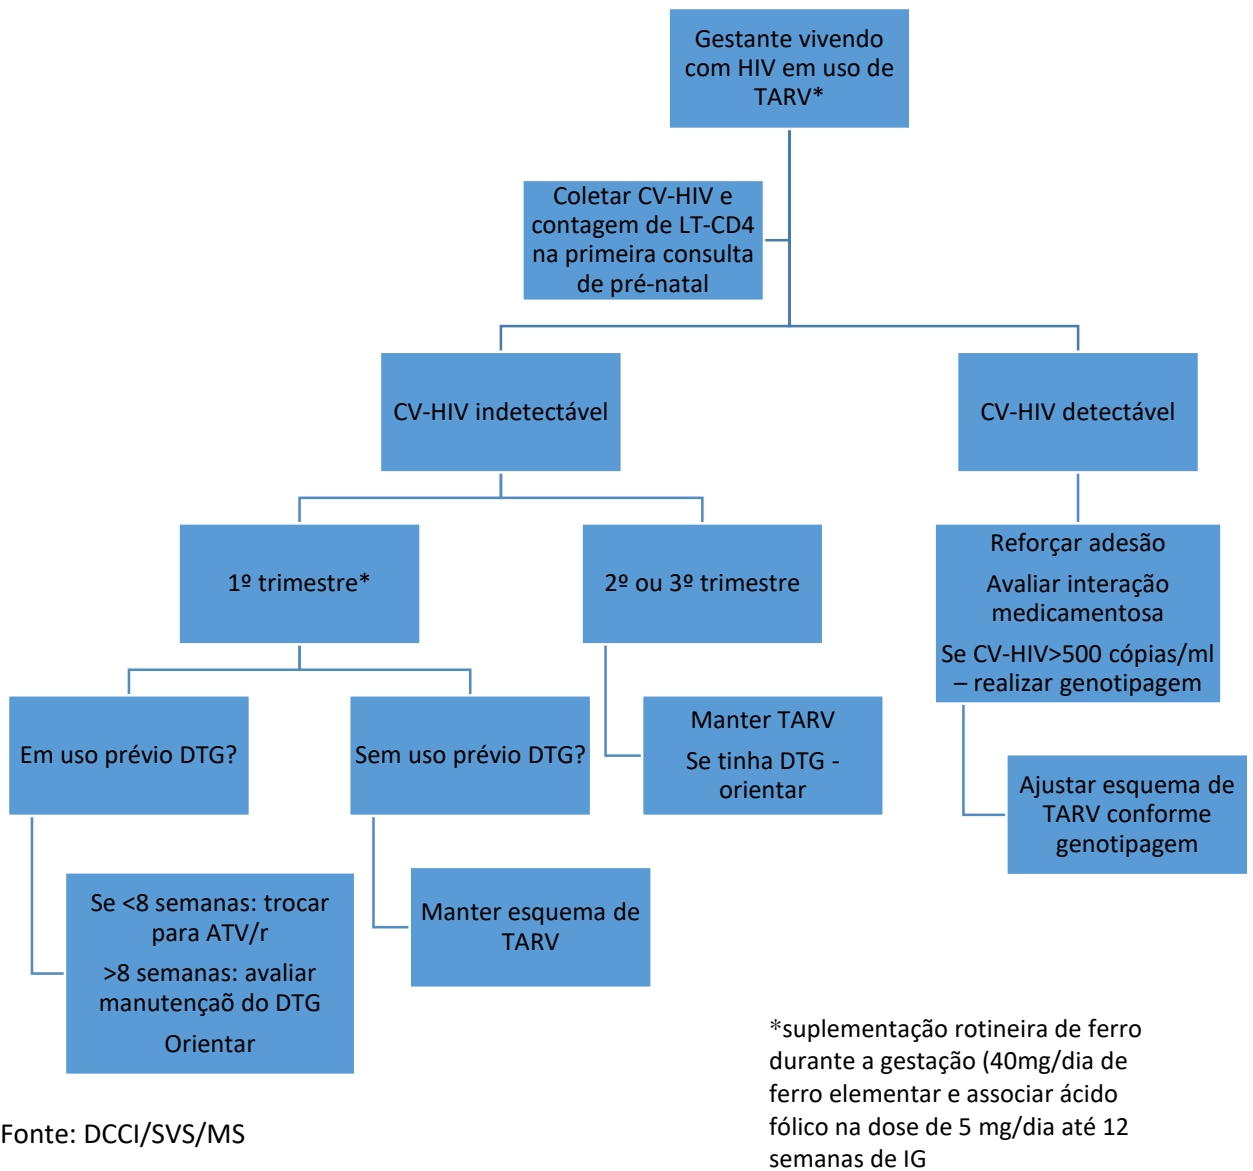 Gestante vivendo
com HIV em uso de
TARV*
Coletar CV-HIV e
contagem de LT-CD4
na primeira consulta
de pré-natal
CV-HIV indetectável
CV-HIV detectável
1º trimestre*
2º ou 3º trimestre
Reforçar adesão
Avaliar interação
medicamentosa
Se CV-HIV>500 cópias/ml
– realizar genotipagem
Em uso prévio DTG?
Sem uso prévio DTG?
Manter TARV
Se tinha DTG -
orientar
Ajustar esquema de
TARV conforme
genotipagem
Se <8 semanas: trocar
para ATV/r
>8 semanas: avaliar
manutençaõ do DTG
Orientar
Manter esquema de
TARV
*suplementação rotineira de ferro
durante a gestação (40mg/dia de
ferro elementar e associar ácido
fólico na dose de 5 mg/dia até 12
semanas de IG
Fonte: DCCI/SVS/MS